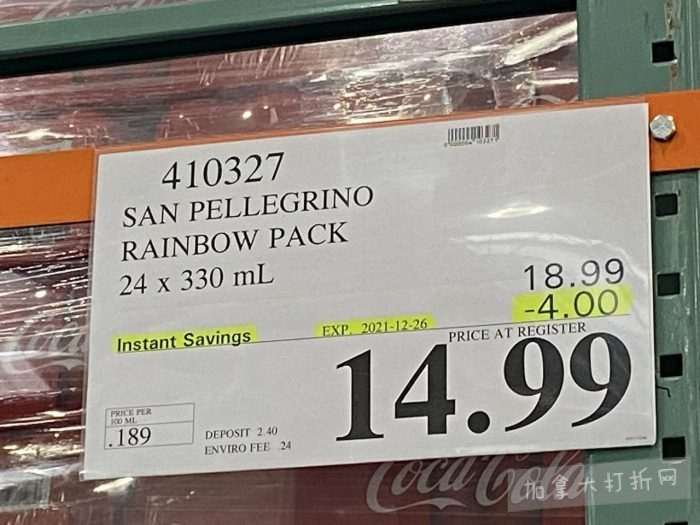 410327
SAN PELLEGRINO
RAINBOW PACK
24 x 330 mL
18.99
-4.00
Instant Savings
EXP. 2021-12-26
PRICE AT REGISTER
14.99
PRICE PER
100 ML
.189
DEPOSIT 2.40
ENVIRO FEE .24
Coca-Cola
加拿大打折网